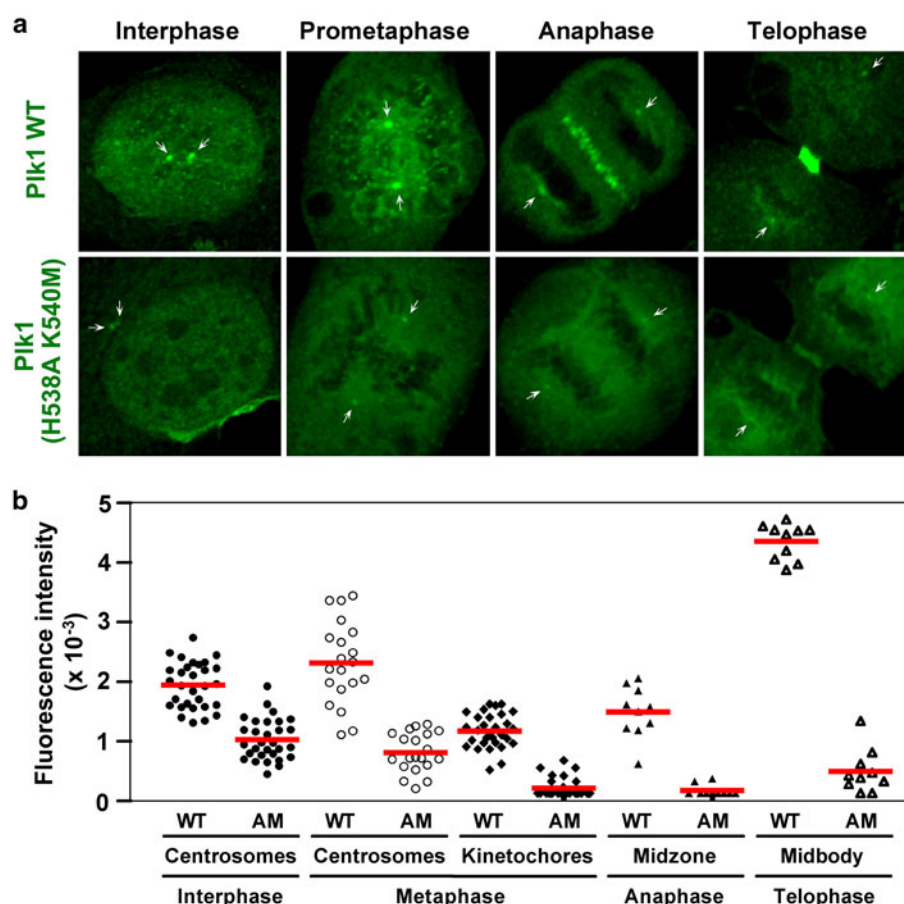 a
Interphase Prometaphase Anaphase Telophase
Plk1 WT
Plk1
(H538A K540M)
b
Fluorescence intensity
(x 10-3)
5
4
3
2
1
0
WT AM WT AM WT AM WT AM WT AM
Centrosomes Centrosomes Kinetochores Midzone Midbody
Interphase Metaphase Anaphase Telophase